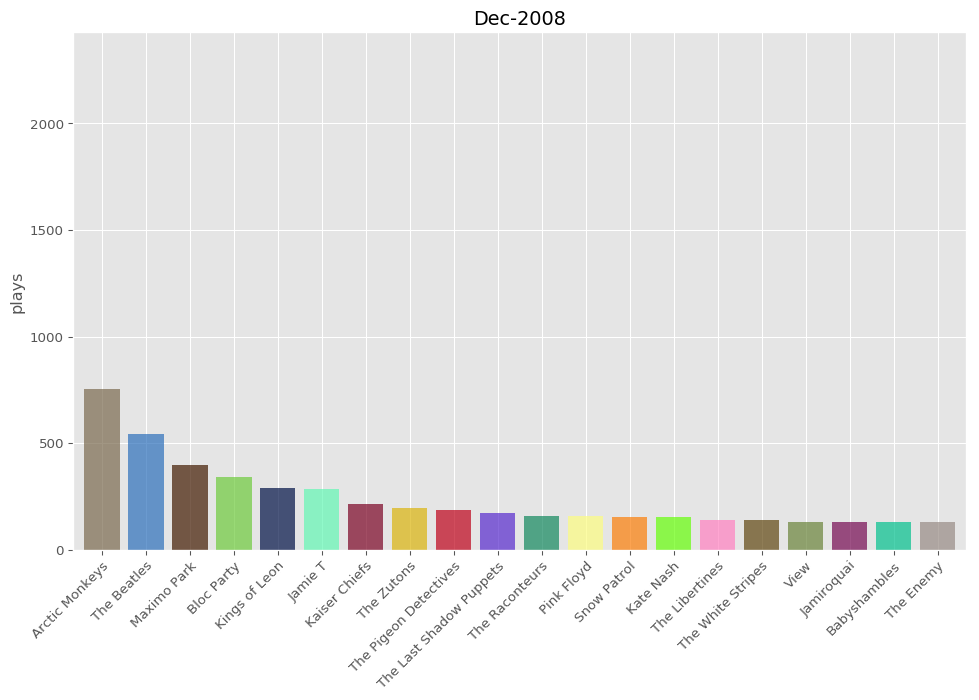 Dec-2008
plays
2000
1500
1000
500
0
Arctic Monkeys
The Beatles
Maximo Park
Bloc Party
Kings of Leon
Jamie T
Kaiser Chiefs
The Zutons
The Pigeon Detectives
The Last Shadow Puppets
The Raconteurs
Pink Floyd
Snow Patrol
Kate Nash
The Libertines
The White Stripes
View
Jamiroquai
Babyshambles
The Enemy